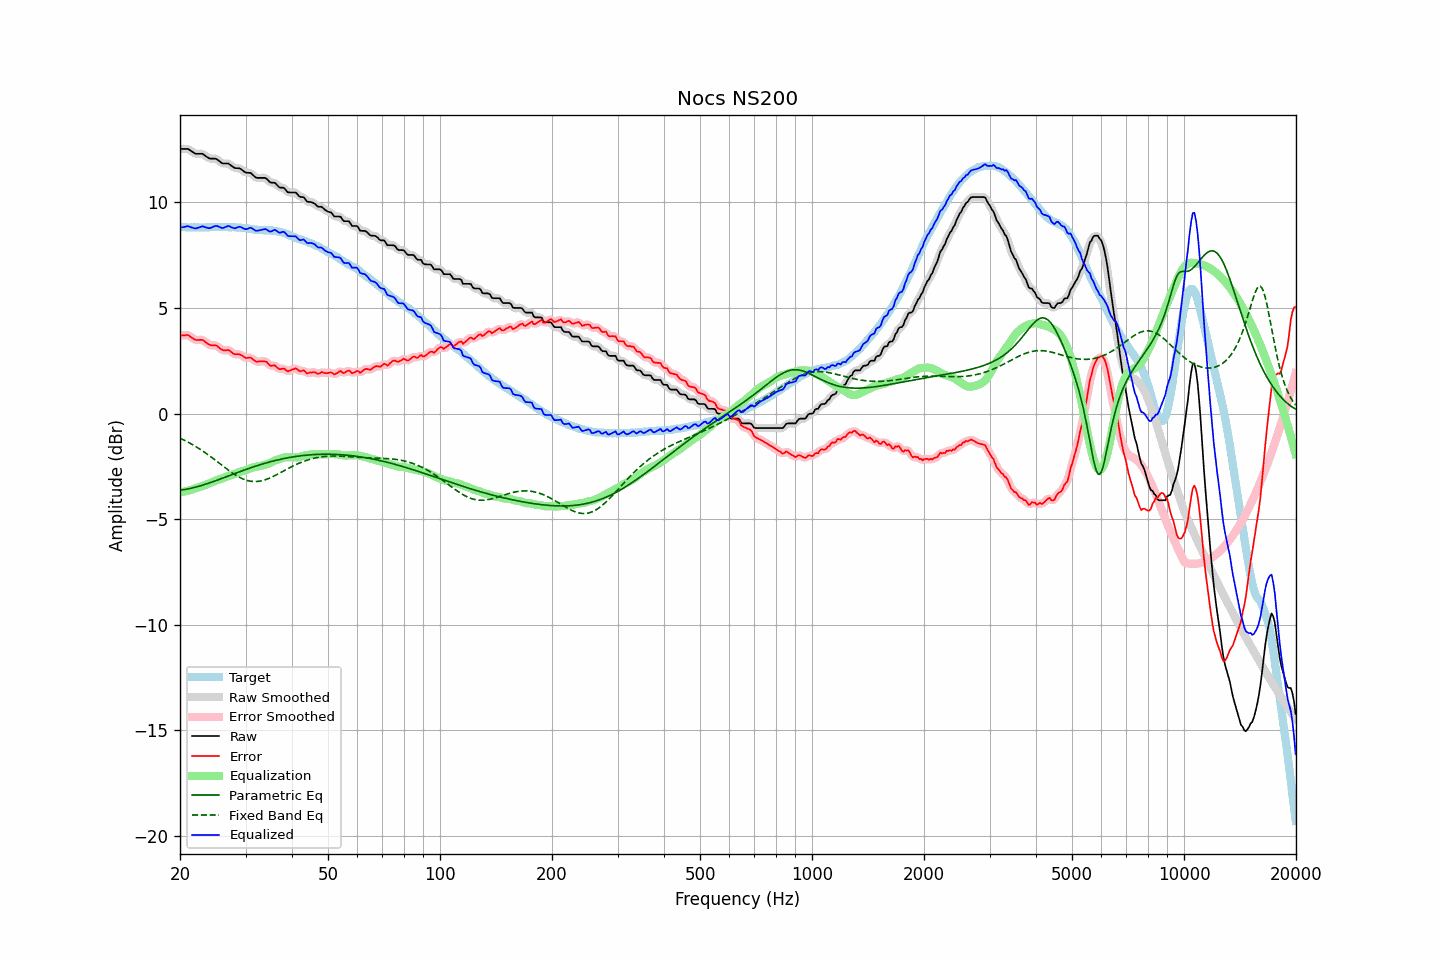 Nocs NS200
Amplitude (dBr)
10
5
0
−5
−10
−15
−20
Target
Raw Smoothed
Error Smoothed
Raw
Error
Equalization
Parametric Eq
Fixed Band Eq
Equalized
20 50 100 200 500 1000 2000 5000 10000 20000
Frequency (Hz)